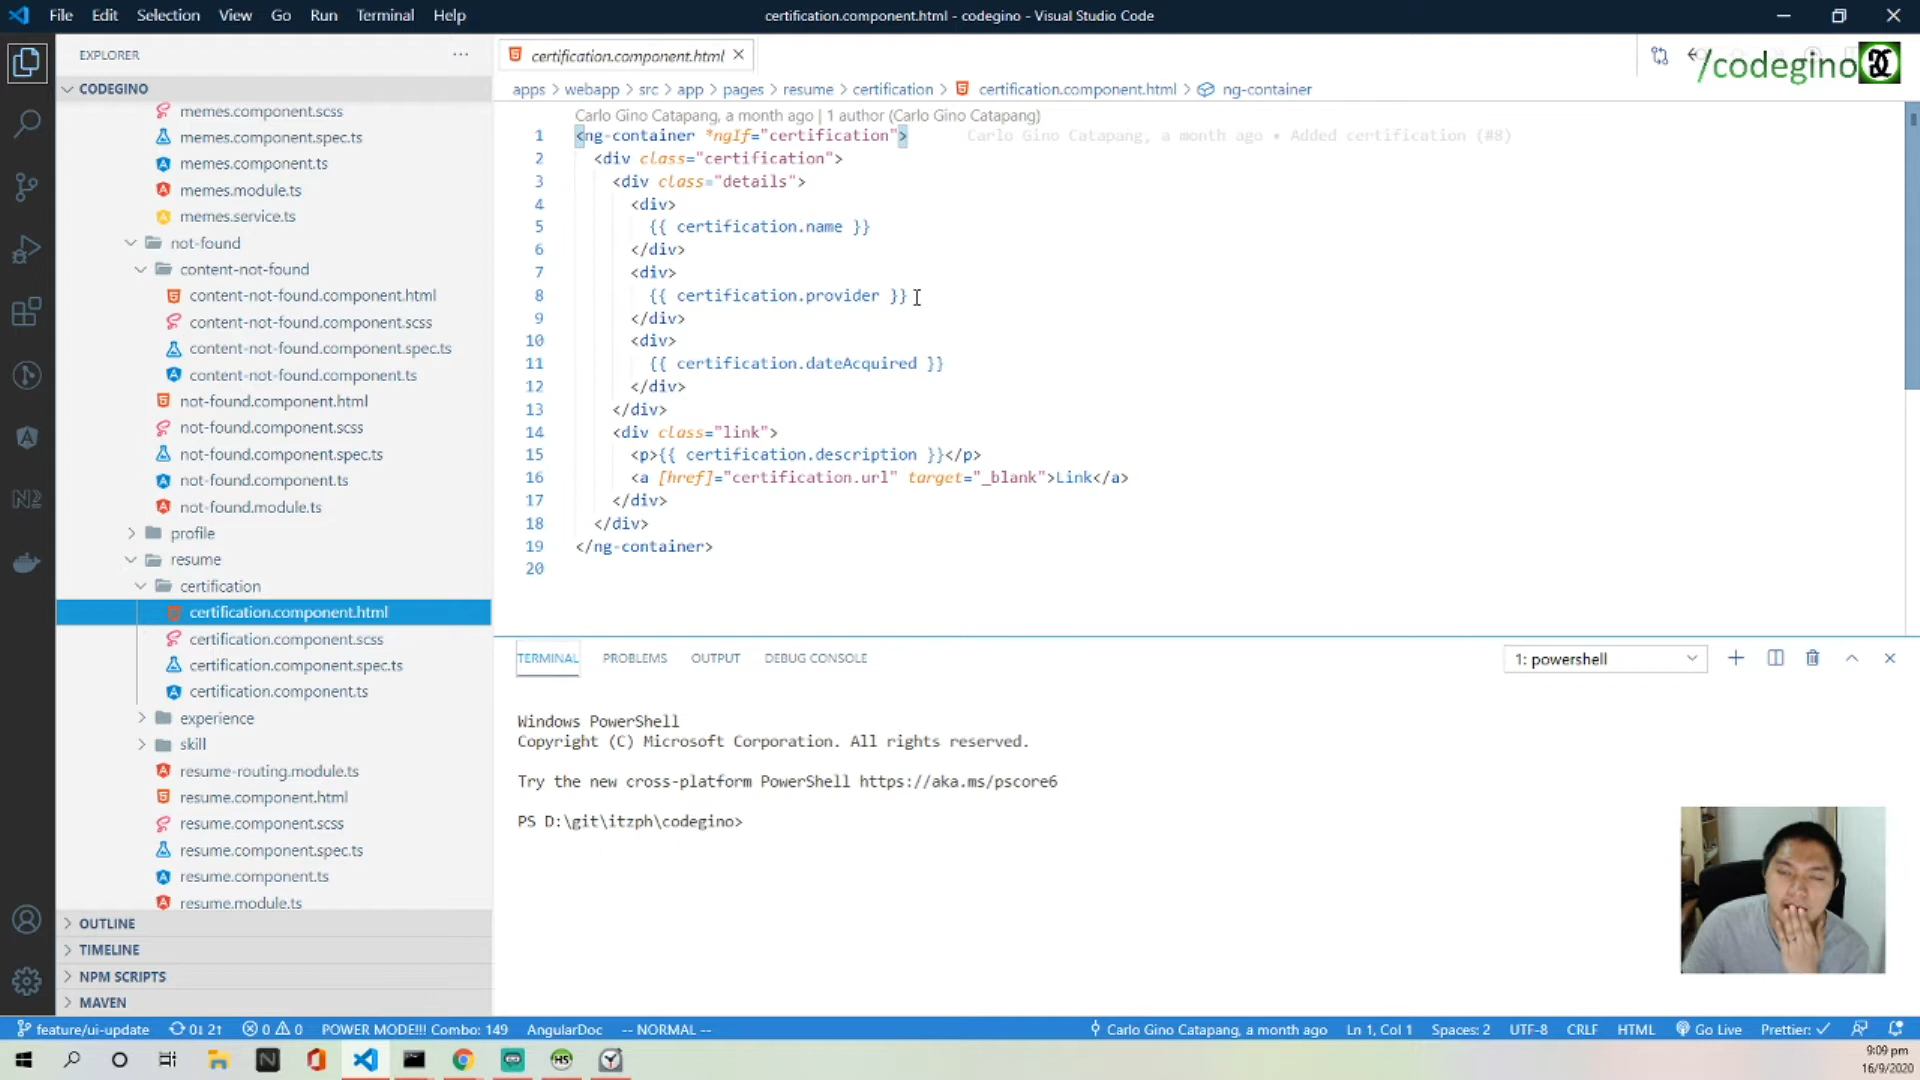 File Edit Selection View Go Run Terminal Help
certification.component.html - codegino - Visual Studio Code
EXPLORER
CODEGINO
memes.component.scss
memes.component.spec.ts
memes.component.ts
memes.module.ts
memes.service.ts
not-found
content-not-found
content-not-found.component.html
content-not-found.component.scss
content-not-found.component.spec.ts
content-not-found.component.ts
not-found.component.html
not-found.component.scss
not-found.component.spec.ts
not-found.component.ts
not-found.module.ts
profile
resume
certification
certification.component.html
certification.component.scss
certification.component.spec.ts
certification.component.ts
experience
skill
resume-routing.module.ts
resume.component.html
resume.component.scss
resume.component.spec.ts
resume.component.ts
resume.module.ts
OUTLINE
TIMELINE
NPM SCRIPTS
MAVEN
certification.component.html
/codegino
apps > webapp > src > app > pages > resume > certification > certification.component.html > ng-container
Carlo Gino Catapang, a month ago | 1 author (Carlo Gino Catapang)
1 <ng-container *ngIf="certification"> Carlo Gino Catapang, a month ago • Added certification (#8)
2 <div class="certification">
3 <div class="details">
4 <div>
5 {{ certification.name }}
6 </div>
7 <div>
8 {{ certification.provider }}
9 </div>
10 <div>
11 {{ certification.dateAcquired }}
12 </div>
13 </div>
14 <div class="link">
15 <p>{{ certification.description }}</p>
16 <a [href]="certification.url" target="_blank">Link</a>
17 </div>
18 </div>
19 </ng-container>
20
TERMINAL PROBLEMS OUTPUT DEBUG CONSOLE
1: powershell
Windows PowerShell
Copyright (C) Microsoft Corporation. All rights reserved.
Try the new cross-platform PowerShell https://aka.ms/pscore6
PS D:\git\itzph\codegino>
feature/ui-update 0↓ 2↑ 0 0 POWER MODE!!! Combo: 149 AngularDoc -- NORMAL --
Carlo Gino Catapang, a month ago Ln 1, Col 1 Spaces: 2 UTF-8 CRLF HTML Go Live Prettier: ✓
9:09 pm
16/9/2020